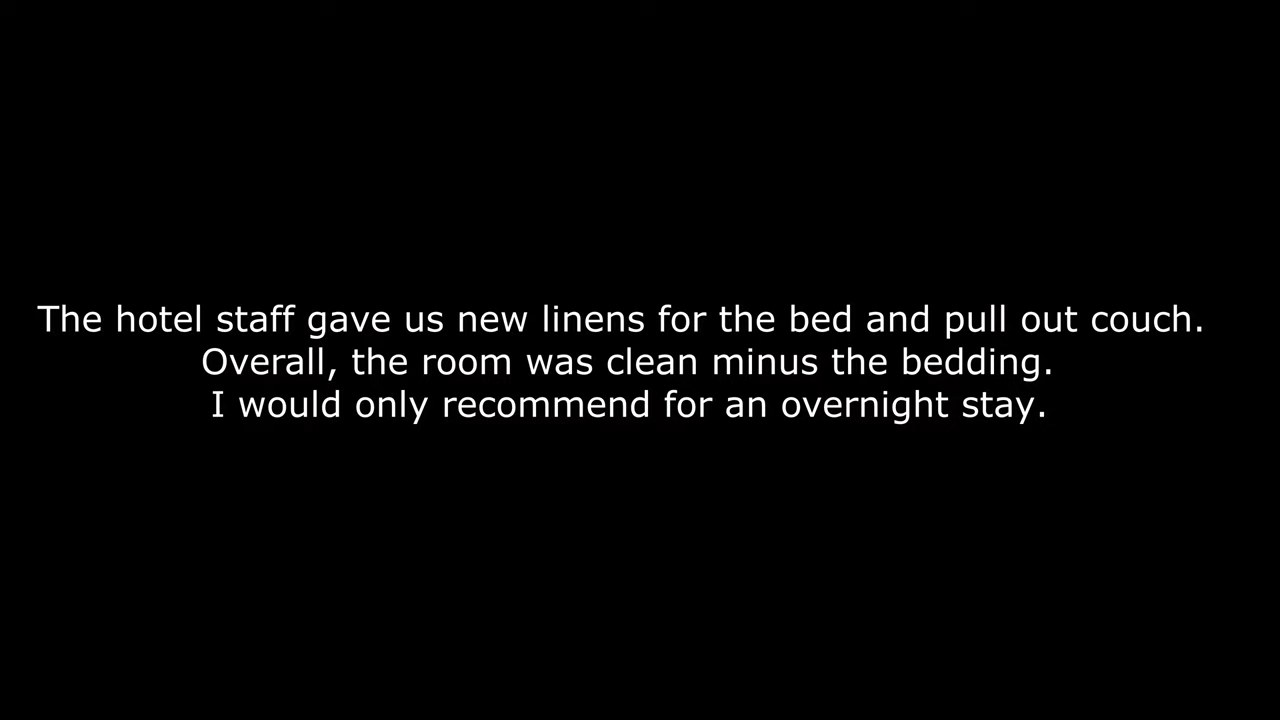 The hotel staff gave us new linens for the bed and pull out couch.
Overall, the room was clean minus the bedding.
I would only recommend for an overnight stay.